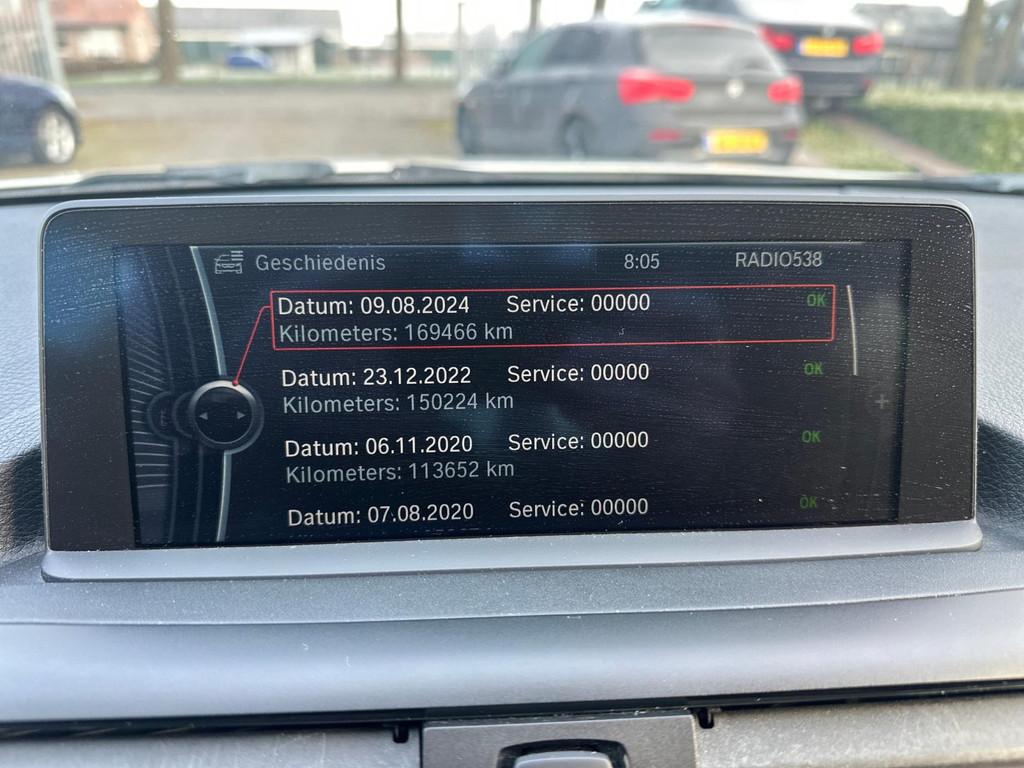 Geschiedenis 8:05 RADIO538
Datum: 09.08.2024 Service: 00000 OK
Kilometers: 169466 km
Datum: 23.12.2022 Service: 00000 OK
Kilometers: 150224 km
Datum: 06.11.2020 Service: 00000 OK
Kilometers: 113652 km
Datum: 07.08.2020 Service: 00000 OK